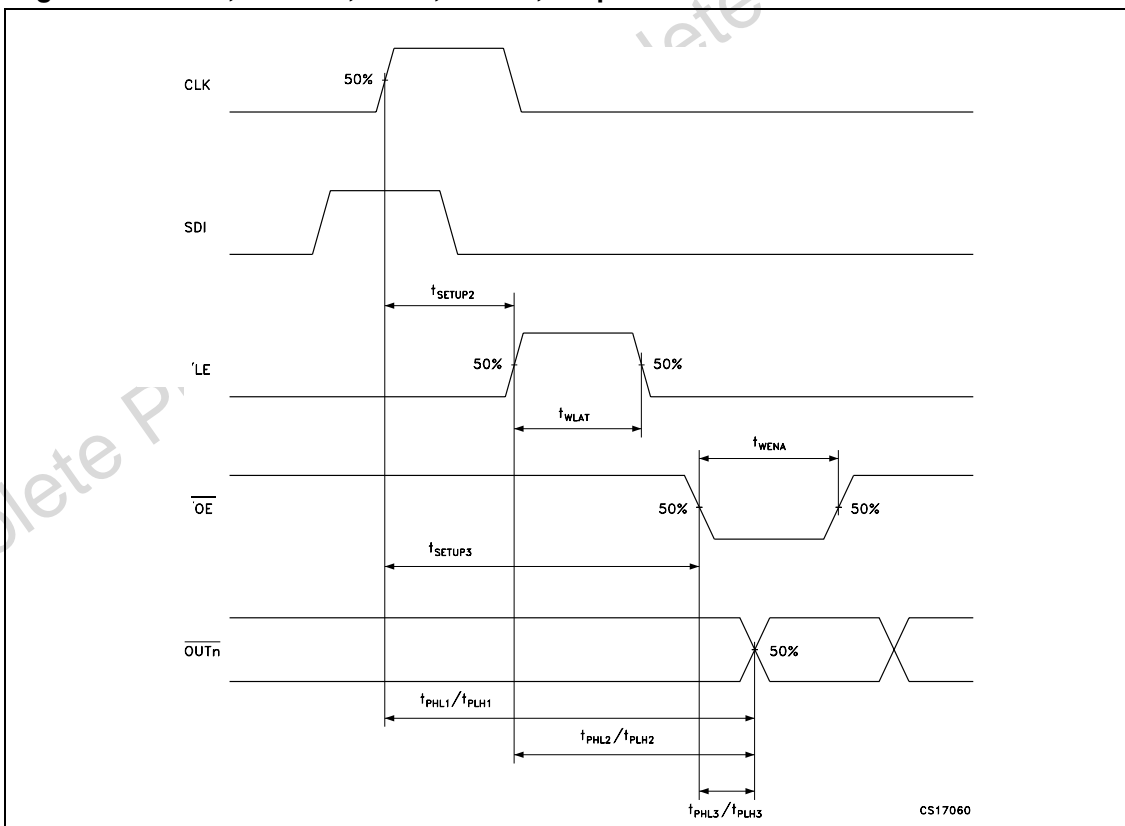 CLK
50%
SDI
tSETUP2
LE
50%
50%
tWLAT
tWENA
OE
50%
50%
tSETUP3
OUTn
50%
tPHL1/tPLH1
tPHL2/tPLH2
tPHL3/tPLH3
CS17060